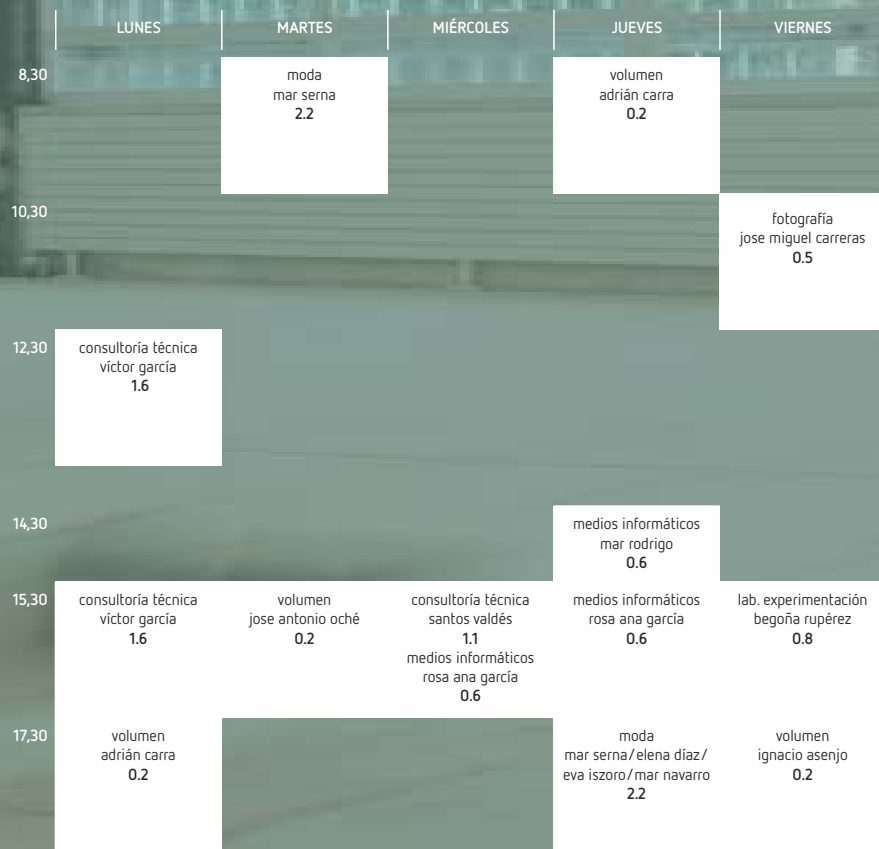 LUNES MARTES MIÉRCOLES JUEVES VIERNES
8,30
moda
mar serna
2.2
volumen
adrián carra
0.2
10,30
fotografía
jose miguel carreras
0.5
12,30
consultoría técnica
víctor garcía
1.6
14,30
medios informáticos
mar rodrigo
0.6
15,30
consultoría técnica
víctor garcía
1.6
volumen
jose antonio oché
0.2
consultoría técnica
santos valdés
1.1
medios informáticos
rosa ana garcía
0.6
medios informáticos
rosa ana garcía
0.6
lab. experimentación
begoña rupérez
0.8
17,30
volumen
adrián carra
0.2
moda
mar serna/elena díaz/
eva iszoro/mar navarro
2.2
volumen
ignacio asenjo
0.2